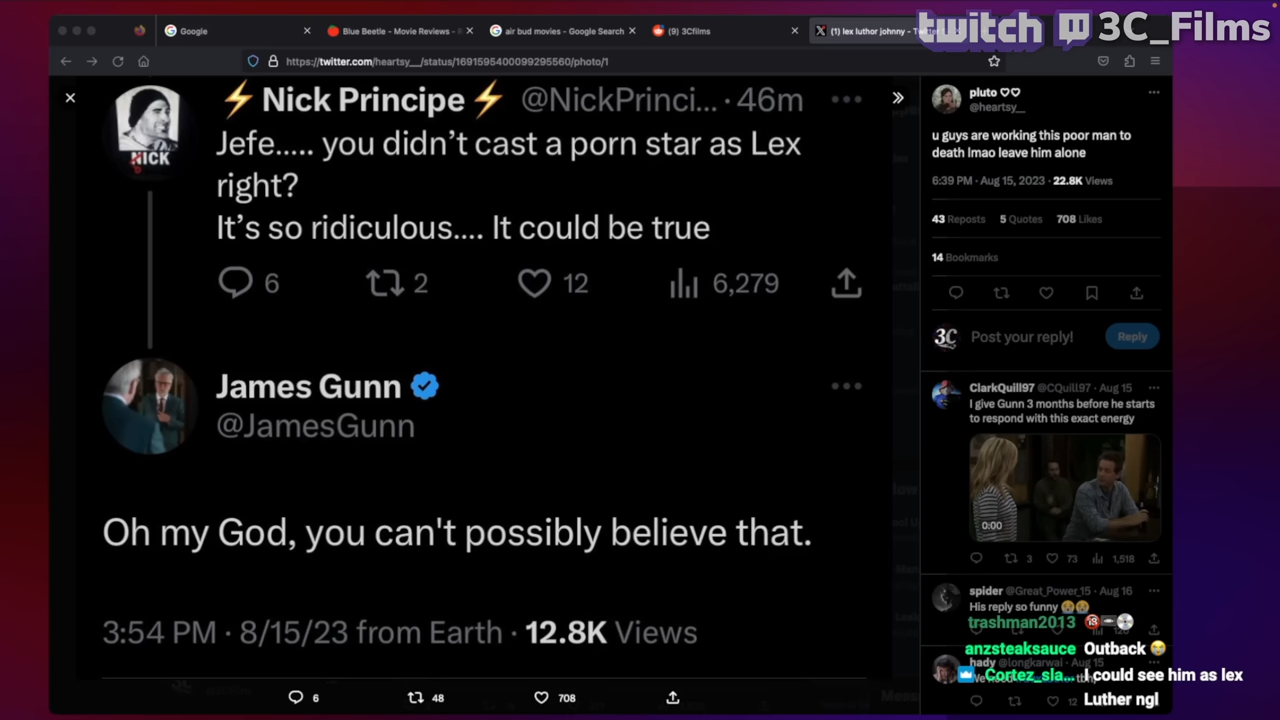 twitch 3C_Films
Google
Blue Beetle - Movie Reviews -
air bud movies - Google Search
(9) 3Cfilms
(1) lex luthor johnny - Twitter
https://twitter.com/heartsy__/status/1691595400099295560/photo/1
⚡ Nick Principe ⚡ @NickPrinci... · 46m
NICK
Jefe..... you didn’t cast a porn star as Lex
right?
It’s so ridiculous.... It could be true
6 2 12 6,279
James Gunn
@JamesGunn
Oh my God, you can't possibly believe that.
3:54 PM · 8/15/23 from Earth · 12.8K Views
6 48 708
pluto ♡♡
@heartsy__
u guys are working this poor man to
death lmao leave him alone
6:39 PM · Aug 15, 2023 · 22.8K Views
43 Reposts 5 Quotes 708 Likes
14 Bookmarks
3C Post your reply! Reply
ClarkQuill97 @CQuill97 · Aug 15
I give Gunn 3 months before he starts
to respond with this exact energy
0:00
3 73 1,518
spider @Great_Power_15 · Aug 16
His reply so funny 😭😭
trashman2013 🔞
anzsteaksauce Outback 😭
hady @longkarwai · Aug 15
Cortez_sla... I could see him as lex
Luther ngl
12